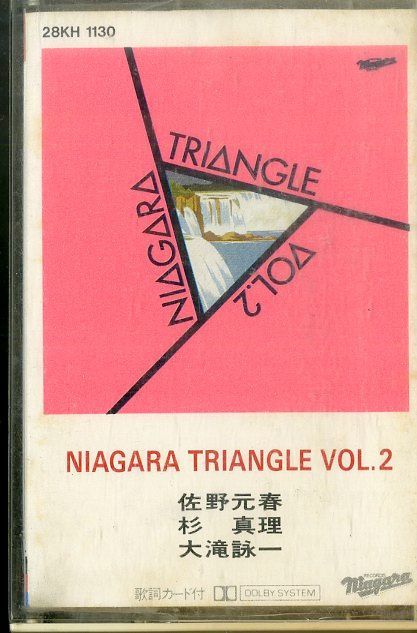 28KH 1130
Niagara
TRIANGLE
NIAGARA
VOL.2
NIAGARA TRIANGLE VOL.2
佐野元春
杉 真理
大滝詠一
歌詞カード付 DOLBY SYSTEM
RECORDS
Niagara